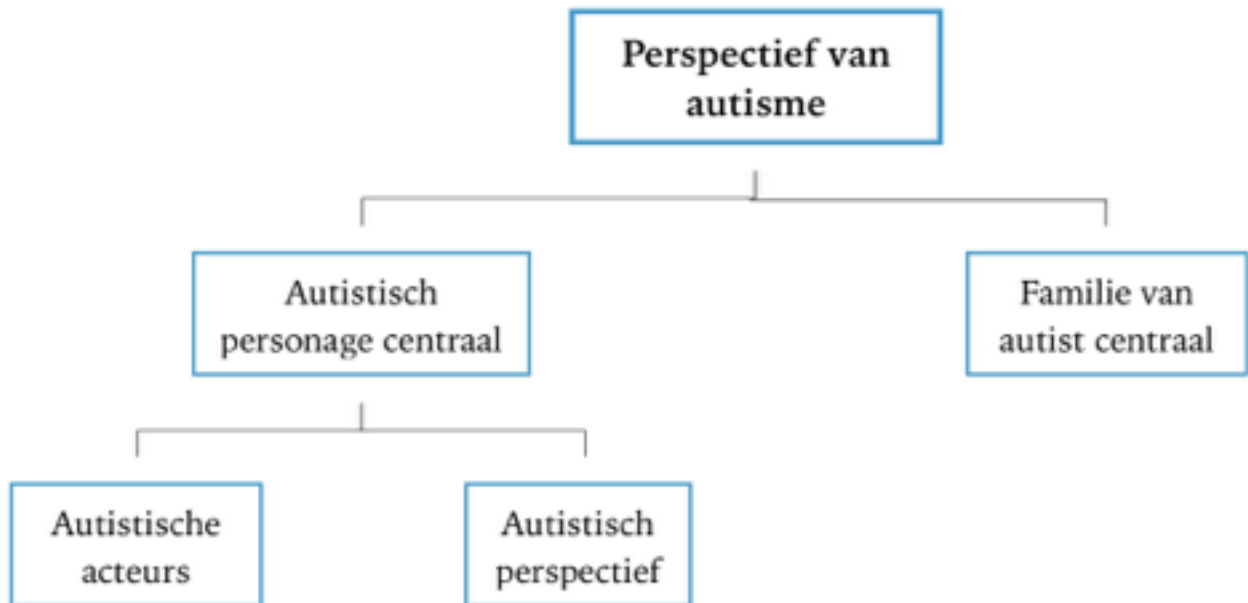 Perspectief van
autisme
Autistisch
personage centraal
Familie van
autist centraal
Autistische
acteurs
Autistisch
perspectief